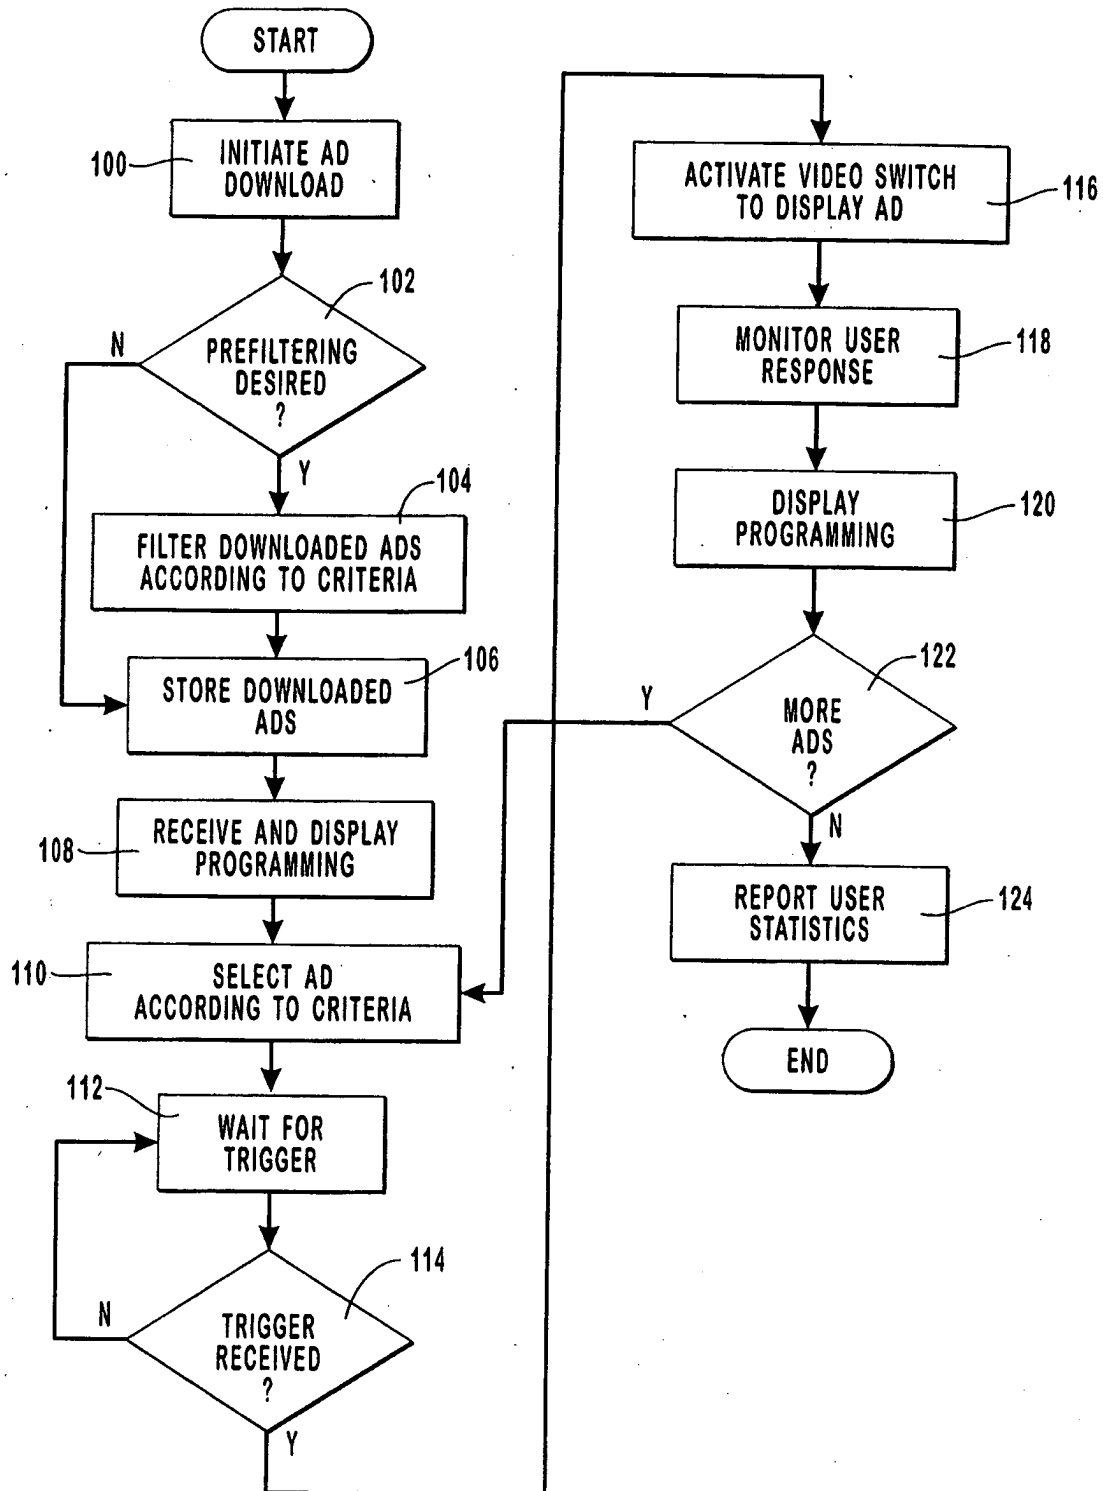 START
100
INITIATE AD
DOWNLOAD
102
N
PREFILTERING
DESIRED
?
Y
104
FILTER DOWNLOADED ADS
ACCORDING TO CRITERIA
106
STORE DOWNLOADED
ADS
108
RECEIVE AND DISPLAY
PROGRAMMING
110
SELECT AD
ACCORDING TO CRITERIA
112
WAIT FOR
TRIGGER
114
N
TRIGGER
RECEIVED
?
Y
ACTIVATE VIDEO SWITCH
TO DISPLAY AD
116
MONITOR USER
RESPONSE
118
DISPLAY
PROGRAMMING
120
122
Y
MORE
ADS
?
N
REPORT USER
STATISTICS
124
END